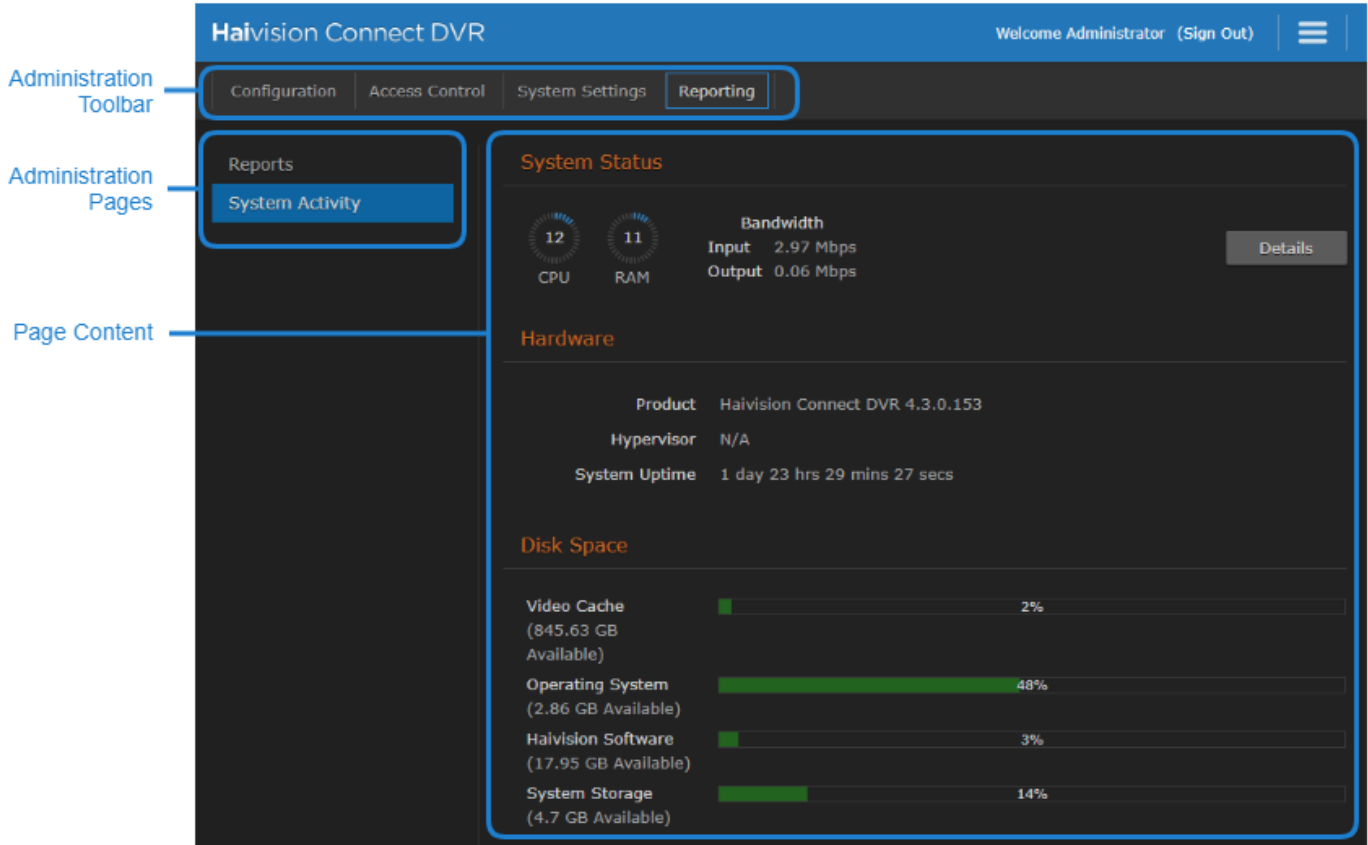 Haivision Connect DVR
Welcome Administrator (Sign Out)
Administration
Toolbar
Configuration
Access Control
System Settings
Reporting
Administration
Pages
Reports
System Activity
Page Content
System Status
12
CPU
11
RAM
Bandwidth
Input 2.97 Mbps
Output 0.06 Mbps
Details
Hardware
Product Haivision Connect DVR 4.3.0.153
Hypervisor N/A
System Uptime 1 day 23 hrs 29 mins 27 secs
Disk Space
Video Cache
(845.63 GB
Available)
2%
Operating System
(2.86 GB Available)
48%
Haivision Software
(17.95 GB Available)
3%
System Storage
(4.7 GB Available)
14%